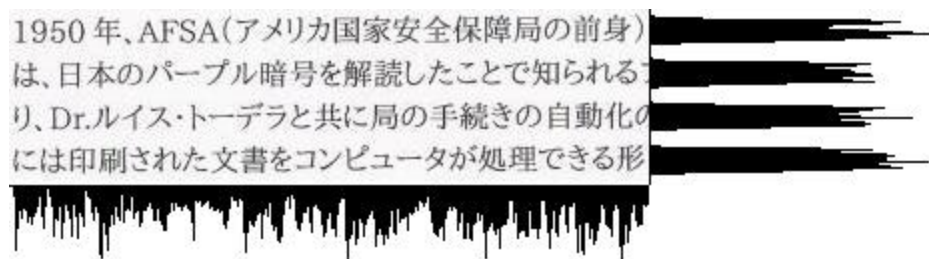 1950 年、AFSA(アメリカ国家安全保障局の前身)
は、日本のパープル暗号を解読したことで知られる
り、Dr.ルイス・トーデラと共に局の手続きの自動化の
には印刷された文書をコンピュータが処理できる形